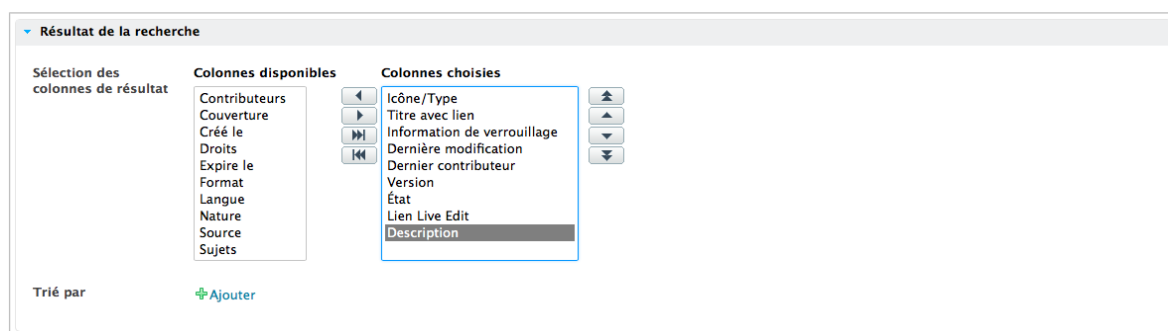 Résultat de la recherche
Sélection des
colonnes de résultat
Colonnes disponibles
Contributeurs
Couverture
Créé le
Droits
Expire le
Format
Langue
Nature
Source
Sujets
Colonnes choisies
Icône/Type
Titre avec lien
Information de verrouillage
Dernière modification
Dernier contributeur
Version
État
Lien Live Edit
Description
Trié par
Ajouter